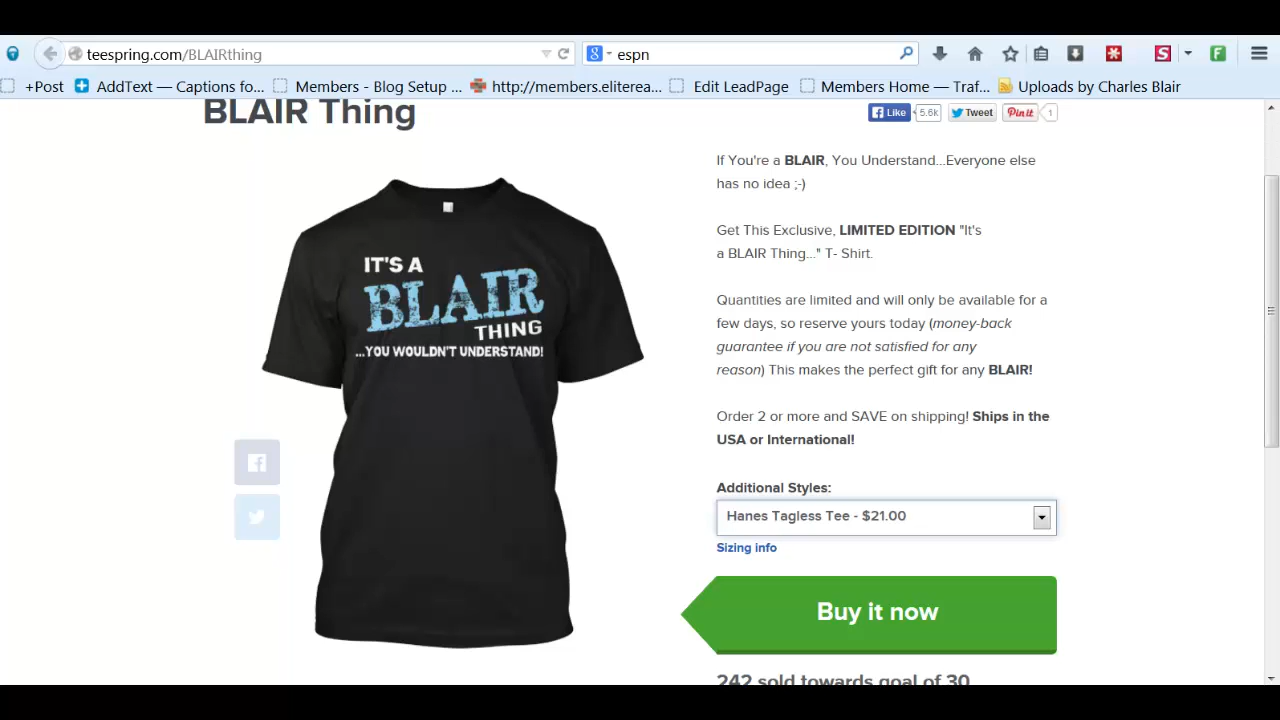 teespring.com/BLAIRthing
espn
+Post
AddText — Captions fo...
Members - Blog Setup ...
http://members.eliterea...
Edit LeadPage
Members Home — Traf...
Uploads by Charles Blair
BLAIR Thing
Like
5.6k
Tweet
Pin it
1
If You're a BLAIR, You Understand...Everyone else
has no idea ;-)
Get This Exclusive, LIMITED EDITION "It's
a BLAIR Thing..." T- Shirt.
Quantities are limited and will only be available for a
few days, so reserve yours today (money-back
guarantee if you are not satisfied for any
reason) This makes the perfect gift for any BLAIR!
Order 2 or more and SAVE on shipping! Ships in the
USA or International!
Additional Styles:
Hanes Tagless Tee - $21.00
Sizing info
Buy it now
242 sold towards goal of 30
IT'S A
BLAIR
THING
...YOU WOULDN'T UNDERSTAND!